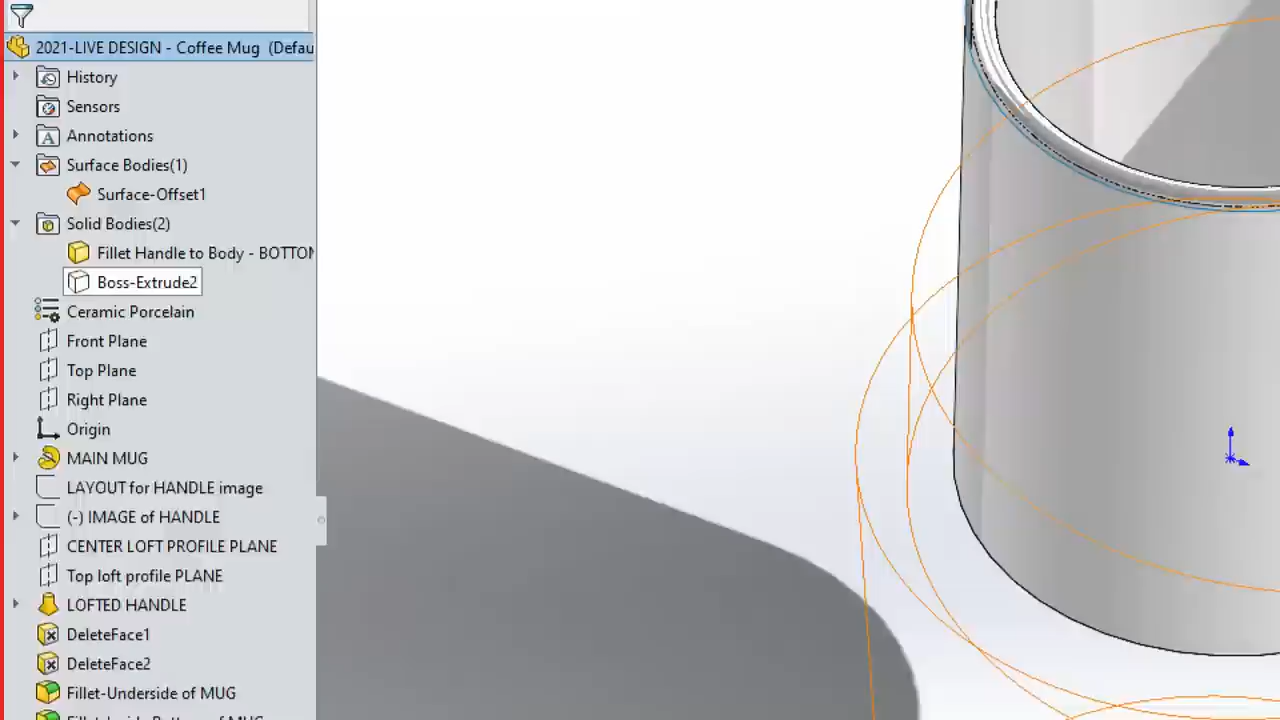 2021-LIVE DESIGN - Coffee Mug (Defau
History
Sensors
Annotations
Surface Bodies(1)
Surface-Offset1
Solid Bodies(2)
Fillet Handle to Body - BOTTOM
Boss-Extrude2
Ceramic Porcelain
Front Plane
Top Plane
Right Plane
Origin
MAIN MUG
LAYOUT for HANDLE image
(-) IMAGE of HANDLE
CENTER LOFT PROFILE PLANE
Top loft profile PLANE
LOFTED HANDLE
DeleteFace1
DeleteFace2
Fillet-Underside of MUG